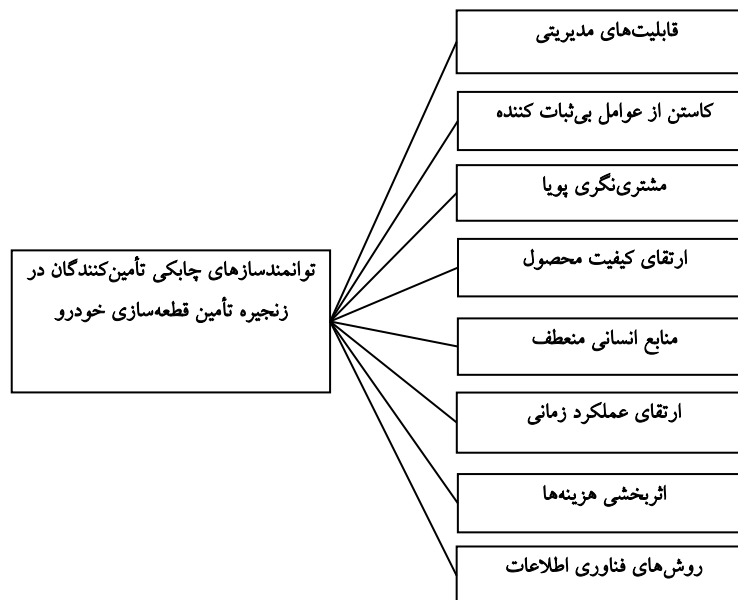 قابلیت‌های مدیریتی
کاستن از عوامل بی‌ثبات کننده
مشتری‌نگری پویا
ارتقای کیفیت محصول
توانمندسازهای چابکی تأمین‌کنندگان در
زنجیره تأمین قطعه‌سازی خودرو
منابع انسانی منعطف
ارتقای عملکرد زمانی
اثربخشی هزینه‌ها
روش‌های فناوری اطلاعات